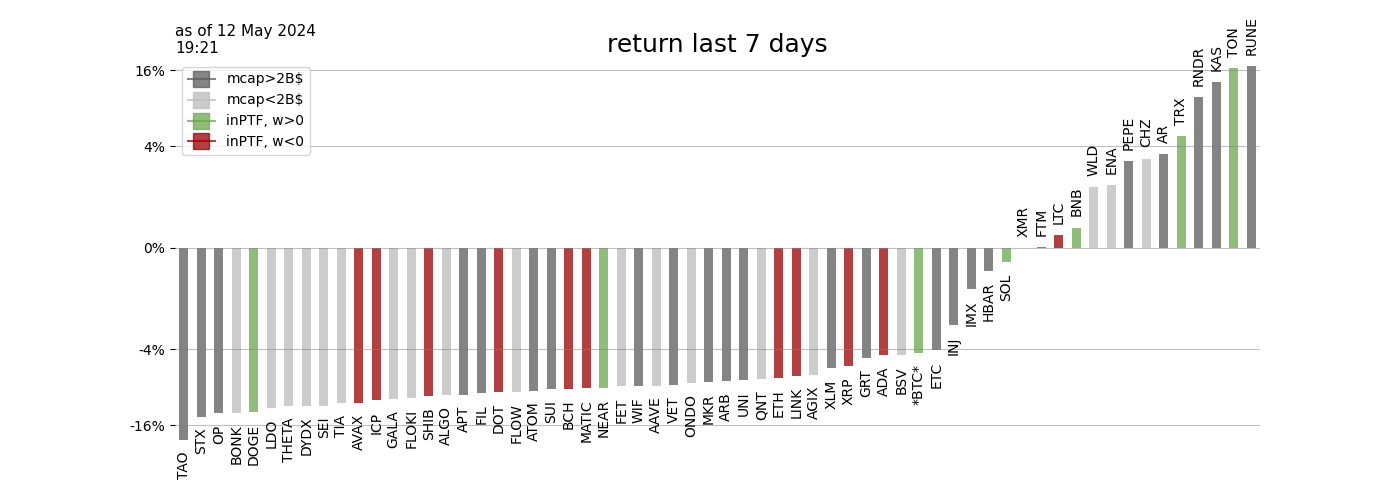 as of 12 May 2024
19:21
return last 7 days
mcap>2B$
mcap<2B$
inPTF, w>0
inPTF, w<0
16%
4%
0%
-4%
-16%
TAO
STX
OP
BONK
DOGE
LDO
THETA
DYDX
SEI
TIA
AVAX
ICP
GALA
FLOKI
SHIB
ALGO
APT
FIL
DOT
FLOW
ATOM
SUI
BCH
MATIC
NEAR
FET
WIF
AAVE
VET
ONDO
MKR
ARB
UNI
QNT
ETH
LINK
AGIX
XLM
XRP
GRT
ADA
BSV
*BTC*
ETC
INJ
IMX
HBAR
SOL
XMR
FTM
LTC
BNB
WLD
ENA
PEPE
CHZ
AR
TRX
RNDR
KAS
TON
RUNE